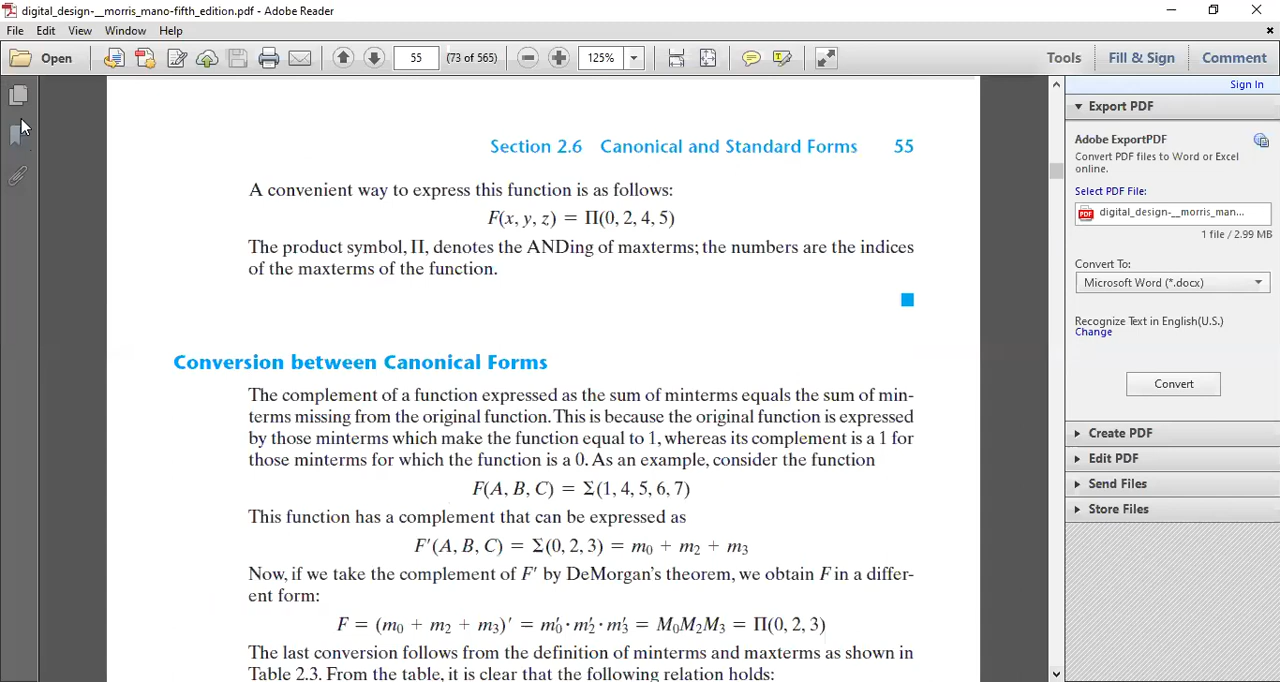 digital_design-__morris_mano-fifth_edition.pdf - Adobe Reader
File Edit View Window Help
Open 55 (73 of 565) 125% Tools Fill & Sign Comment
Sign In
Export PDF
Adobe ExportPDF
Convert PDF files to Word or Excel
online.
Select PDF File:
digital_design-__morris_man...
1 file / 2.99 MB
Convert To:
Microsoft Word (*.docx)
Recognize Text in English(U.S.)
Change
Convert
Create PDF
Edit PDF
Send Files
Store Files
Section 2.6 Canonical and Standard Forms 55
A convenient way to express this function is as follows:
F(x, y, z) = Π(0, 2, 4, 5)
The product symbol, Π, denotes the ANDing of maxterms; the numbers are the indices
of the maxterms of the function.
Conversion between Canonical Forms
The complement of a function expressed as the sum of minterms equals the sum of min-
terms missing from the original function. This is because the original function is expressed
by those minterms which make the function equal to 1, whereas its complement is a 1 for
those minterms for which the function is a 0. As an example, consider the function
F(A, B, C) = Σ(1, 4, 5, 6, 7)
This function has a complement that can be expressed as
F′(A, B, C) = Σ(0, 2, 3) = m₀ + m₂ + m₃
Now, if we take the complement of F′ by DeMorgan's theorem, we obtain F in a differ-
ent form:
F = (m₀ + m₂ + m₃)′ = m₀′ · m₂′ · m₃′ = M₀M₂M₃ = Π(0, 2, 3)
The last conversion follows from the definition of minterms and maxterms as shown in
Table 2.3. From the table, it is clear that the following relation holds: